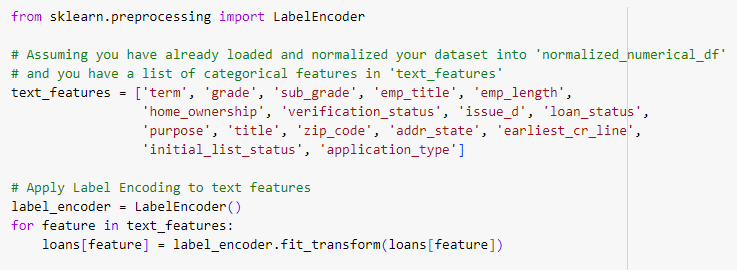 from sklearn.preprocessing import LabelEncoder
# Assuming you have already loaded and normalized your dataset into 'normalized_numerical_df'
# and you have a list of categorical features in 'text_features'
text_features = ['term', 'grade', 'sub_grade', 'emp_title', 'emp_length',
'home_ownership', 'verification_status', 'issue_d', 'loan_status',
'purpose', 'title', 'zip_code', 'addr_state', 'earliest_cr_line',
'initial_list_status', 'application_type']
# Apply Label Encoding to text features
label_encoder = LabelEncoder()
for feature in text_features:
    loans[feature] = label_encoder.fit_transform(loans[feature])